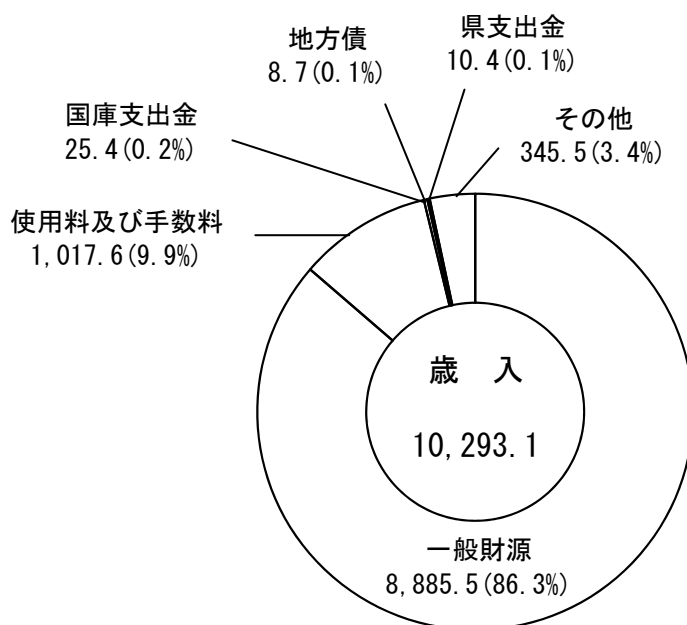 地方債
8.7(0.1%)
県支出金
10.4(0.1%)
国庫支出金
25.4(0.2%)
その他
345.5(3.4%)
使用料及び手数料
1,017.6(9.9%)
歳 入
10,293.1
一般財源
8,885.5(86.3%)